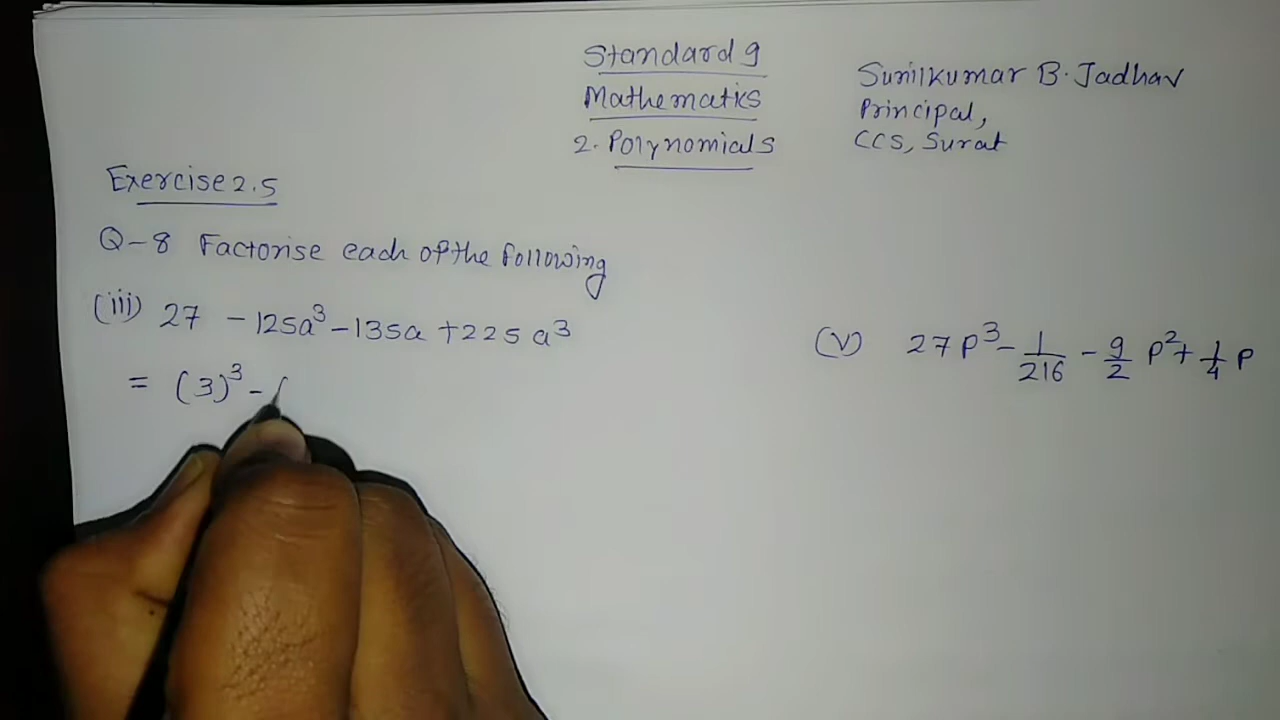 Standard 9
Mathematics
2. Polynomials
Sunilkumar B. Jadhav
Principal,
CCS, Surat
Exercise 2.5
Q-8 Factorise each of the following
(iii) 27 - 125a³ - 135a + 225a³
= (3)³ - (
(v) 27p³ - 1/216 - 9/2 p² + 1/4 p